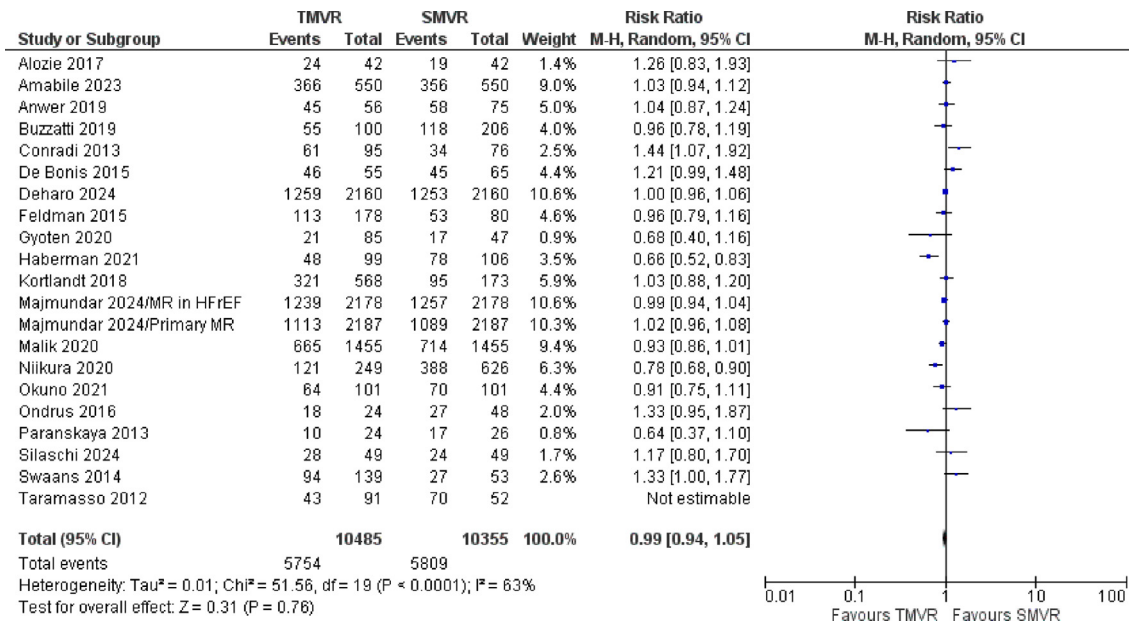 TMVR SMVR Risk Ratio Risk Ratio
Study or Subgroup Events Total Events Total Weight M-H, Random, 95% CI M-H, Random, 95% CI
Alozie 2017 24 42 19 42 1.4% 1.26 [0.83, 1.93]
Amabile 2023 366 550 356 550 9.0% 1.03 [0.94, 1.12]
Anwer 2019 45 56 58 75 5.0% 1.04 [0.87, 1.24]
Buzzatti 2019 55 100 118 206 4.0% 0.96 [0.78, 1.19]
Conradi 2013 61 95 34 76 2.5% 1.44 [1.07, 1.92]
De Bonis 2015 46 55 45 65 4.4% 1.21 [0.99, 1.48]
Deharo 2024 1259 2160 1253 2160 10.6% 1.00 [0.96, 1.06]
Feldman 2015 113 178 53 80 4.6% 0.96 [0.79, 1.16]
Gyoten 2020 21 85 17 47 0.9% 0.68 [0.40, 1.16]
Haberman 2021 48 99 78 106 3.5% 0.66 [0.52, 0.83]
Kortlandt 2018 321 568 95 173 5.9% 1.03 [0.88, 1.20]
Majmundar 2024/MR in HFrEF 1239 2178 1257 2178 10.6% 0.99 [0.94, 1.04]
Majmundar 2024/Primary MR 1113 2187 1089 2187 10.3% 1.02 [0.96, 1.08]
Malik 2020 665 1455 714 1455 9.4% 0.93 [0.86, 1.01]
Niikura 2020 121 249 388 626 6.3% 0.78 [0.68, 0.90]
Okuno 2021 64 101 70 101 4.4% 0.91 [0.75, 1.11]
Ondrus 2016 18 24 27 48 2.0% 1.33 [0.95, 1.87]
Paranskaya 2013 10 24 17 26 0.8% 0.64 [0.37, 1.10]
Silaschi 2024 28 49 24 49 1.7% 1.17 [0.80, 1.70]
Swaans 2014 94 139 27 53 2.6% 1.33 [1.00, 1.77]
Taramasso 2012 43 91 70 52 Not estimable
Total (95% CI) 10485 10355 100.0% 0.99 [0.94, 1.05]
Total events 5754 5809
Heterogeneity: Tau² = 0.01; Chi² = 51.56, df = 19 (P < 0.0001); I² = 63%
Test for overall effect: Z = 0.31 (P = 0.76)
0.01 0.1 1 10 100
Favours TMVR Favours SMVR